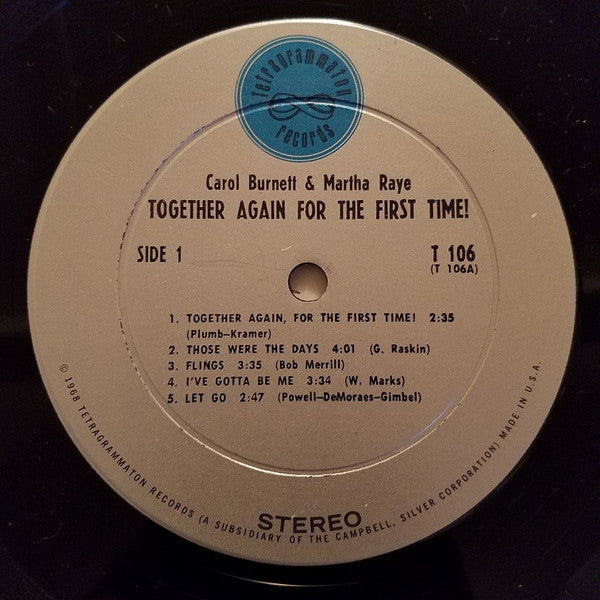 tetragrammaton
records
Carol Burnett & Martha Raye
TOGETHER AGAIN FOR THE FIRST TIME!
SIDE 1
T 106
(T 106A)
1. TOGETHER AGAIN, FOR THE FIRST TIME! 2:35
(Plumb—Kramer)
2. THOSE WERE THE DAYS 4:01 (G. Raskin)
3. FLINGS 3:35 (Bob Merrill)
4. I'VE GOTTA BE ME 3:34 (W. Marks)
5. LET GO 2:47 (Powell—DeMoraes—Gimbel)
STEREO
© 1968 TETRAGRAMMATON RECORDS (A SUBSIDIARY OF THE CAMPBELL, SILVER CORPORATION) MADE IN U.S.A.